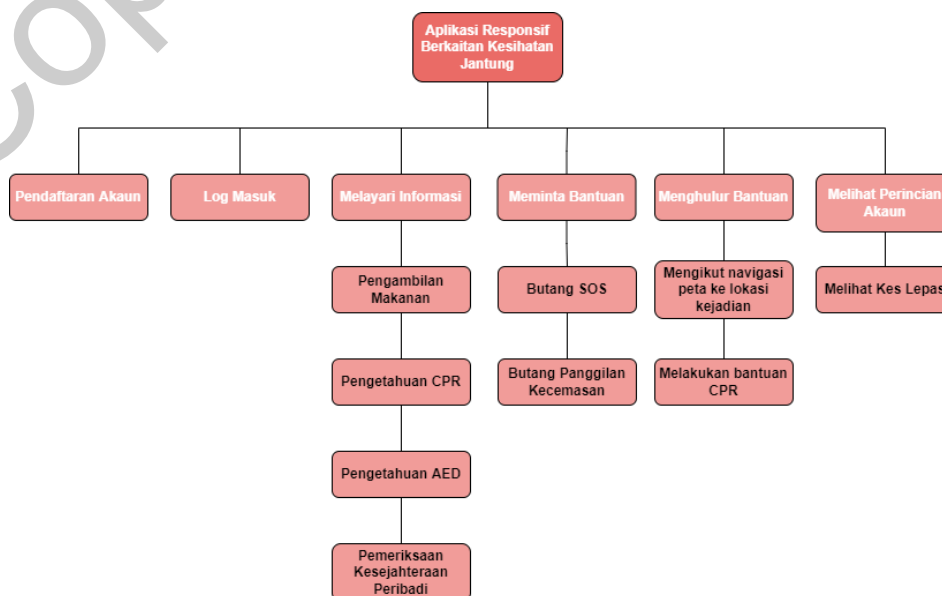 Cop
Aplikasi Responsif
Berkaitan Kesihatan
Jantung
Pendaftaran Akaun
Log Masuk
Melayari Informasi
Meminta Bantuan
Menghulur Bantuan
Melihat Perincian
Akaun
Pengambilan
Makanan
Butang SOS
Mengikut navigasi
peta ke lokasi
kejadian
Melihat Kes Lepas
Pengetahuan CPR
Butang Panggilan
Kecemasan
Melakukan bantuan
CPR
Pengetahuan AED
Pemeriksaan
Kesejahteraan
Peribadi